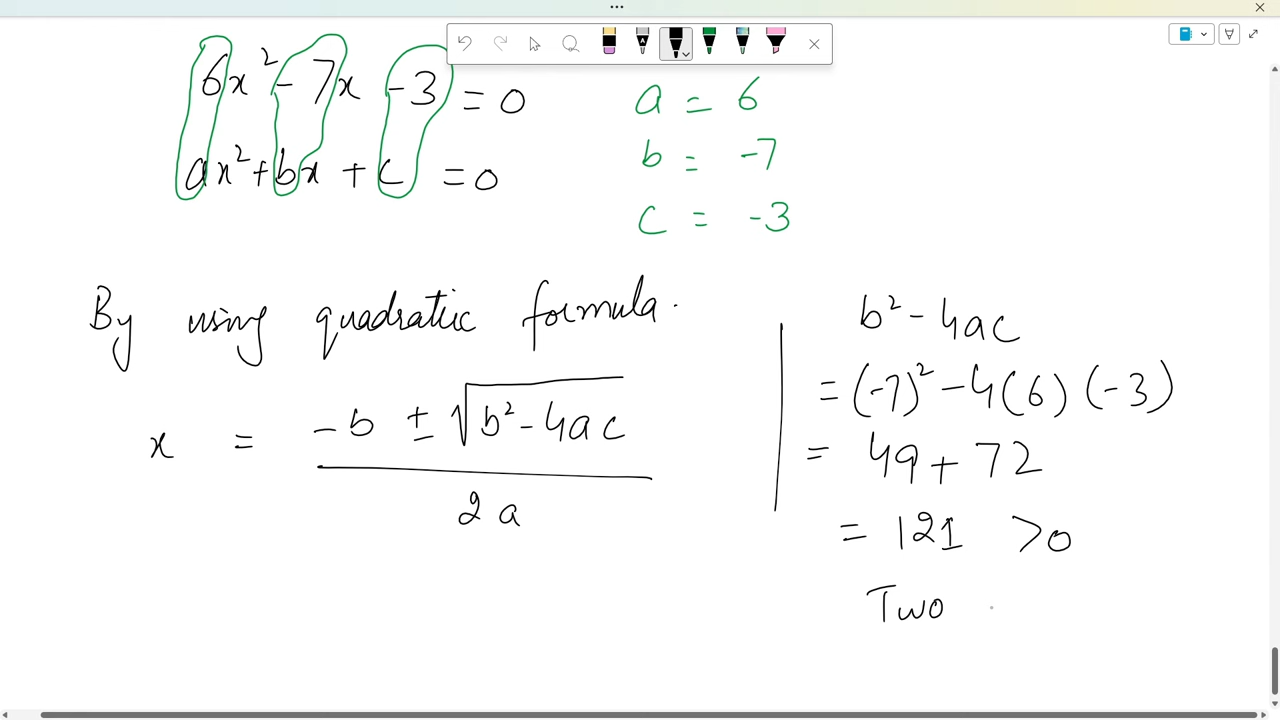 6x² - 7x - 3 = 0
ax² + bx + c = 0
a = 6
b = -7
c = -3
By using quadratic formula.
x = -b ± √b² - 4ac
2a
b² - 4ac
= (-7)² - 4(6)(-3)
= 49 + 72
= 121 >0
Two